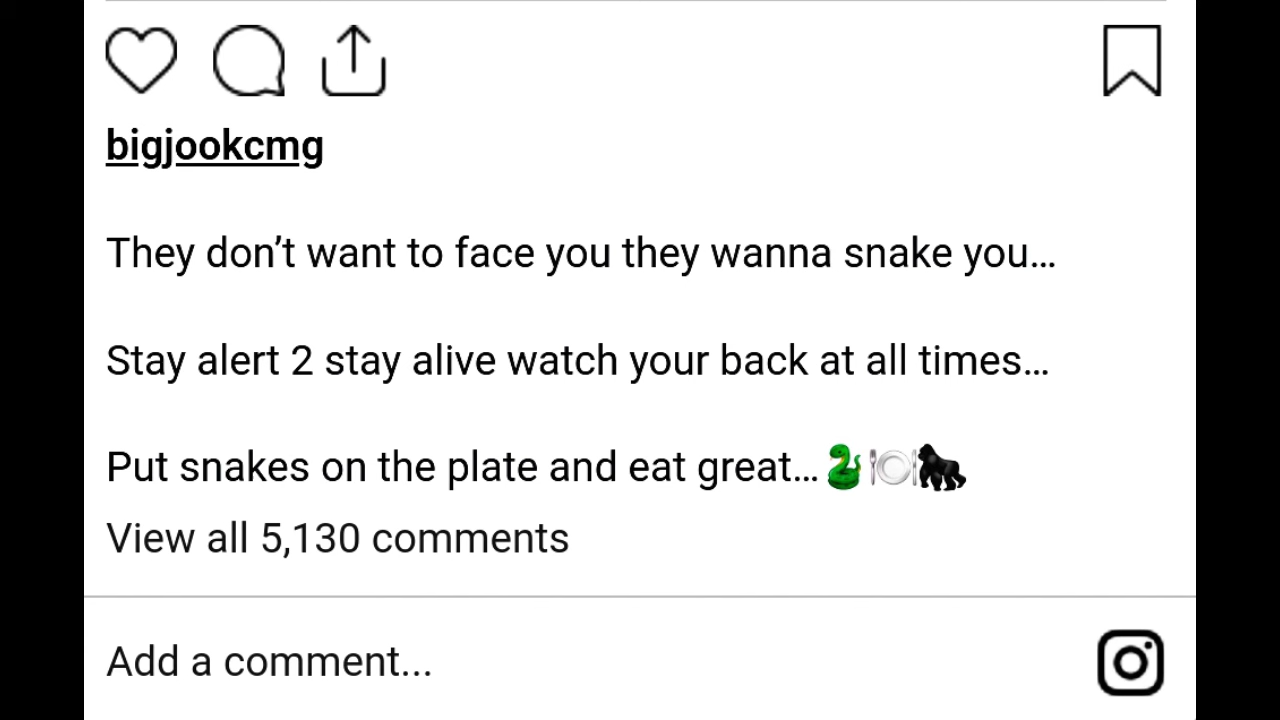 bigjookcmg
They don’t want to face you they wanna snake you…
Stay alert 2 stay alive watch your back at all times…
Put snakes on the plate and eat great…🐍🍽️🦍
View all 5,130 comments
Add a comment...